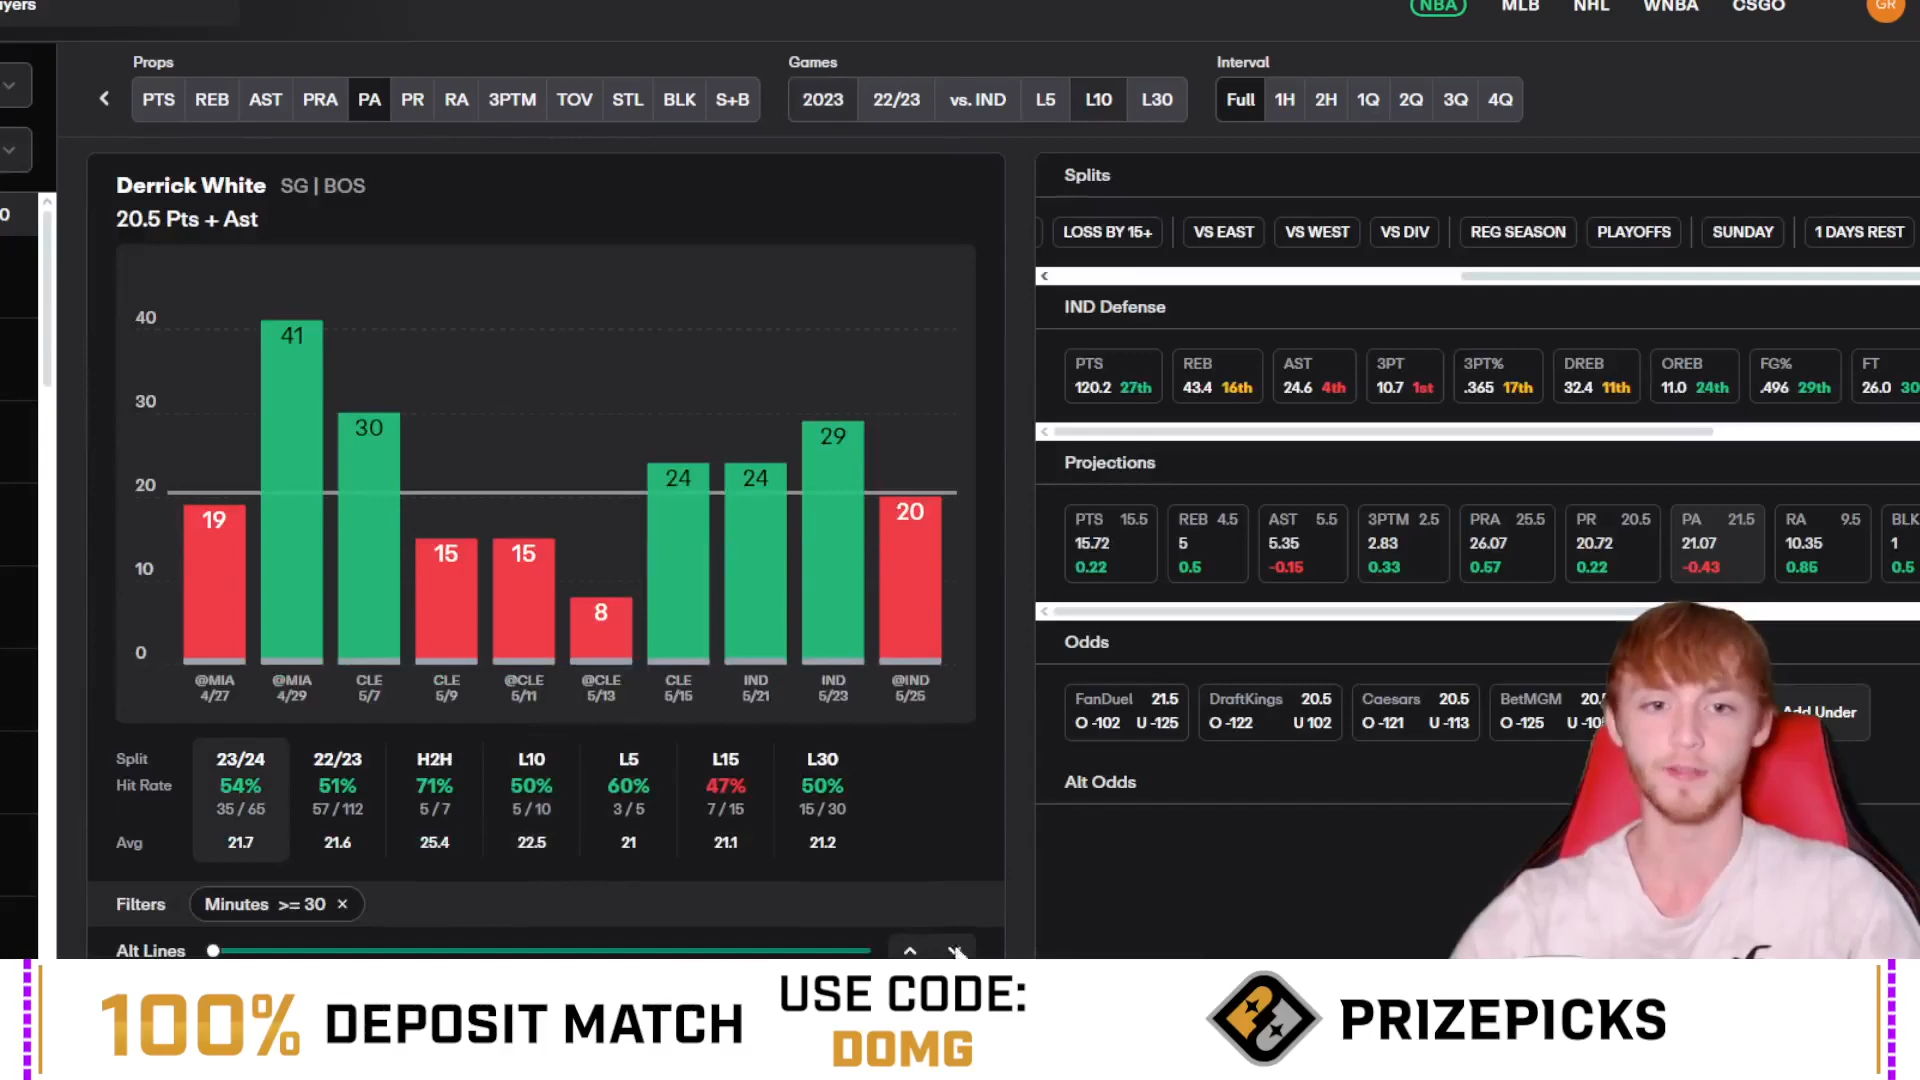 yers
NBA MLB NHL WNBA CSGO GR
Props
PTS REB AST PRA PA PR RA 3PTM TOV STL BLK S+B
Games
2023 22/23 vs. IND L5 L10 L30
Interval
Full 1H 2H 1Q 2Q 3Q 4Q
0
Derrick White SG | BOS
20.5 Pts + Ast
40
30
20
10
0
19 41 30 15 15 8 24 24 29 20
@MIA @MIA CLE CLE @CLE @CLE CLE IND IND @IND
4/27 4/29 5/7 5/9 5/11 5/13 5/15 5/21 5/23 5/25
Split 23/24 22/23 H2H L10 L5 L15 L30
Hit Rate 54% 51% 71% 50% 60% 47% 50%
35 / 65 57 / 112 5 / 7 5 / 10 3 / 5 7 / 15 15 / 30
Avg 21.7 21.6 25.4 22.5 21 21.1 21.2
Filters Minutes >= 30 ×
Alt Lines
Splits
LOSS BY 15+ VS EAST VS WEST VS DIV REG SEASON PLAYOFFS SUNDAY 1 DAYS REST
IND Defense
PTS REB AST 3PT 3PT% DREB OREB FG% FT
120.2 27th 43.4 16th 24.6 4th 10.7 1st .365 17th 32.4 11th 11.0 24th .496 29th 26.0 30
Projections
PTS 15.5 REB 4.5 AST 5.5 3PTM 2.5 PRA 25.5 PR 20.5 PA 21.5 RA 9.5 BLK
15.72 5 5.35 2.83 26.07 20.72 21.07 10.35 1
0.22 0.5 -0.15 0.33 0.57 0.22 -0.43 0.85 0.5
Odds
FanDuel 21.5 DraftKings 20.5 Caesars 20.5 BetMGM 20.
O -102 U -125 O -122 U 102 O -121 U -113 O -125 U -10
Add Under
Alt Odds
100% DEPOSIT MATCH
USE CODE:
DOMG
PRIZEPICKS